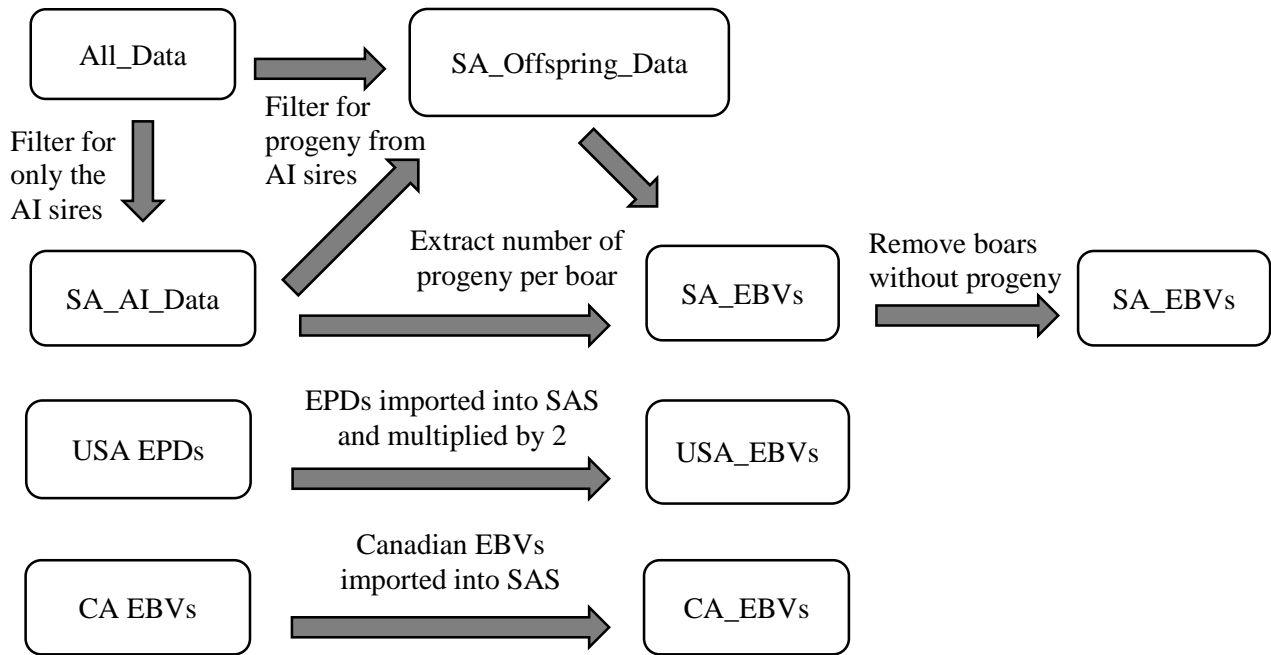 All_Data
SA_Offspring_Data
Filter for
only the
AI sires
Filter for
progeny from
AI sires
SA_AI_Data
Extract number of
progeny per boar
SA_EBVs
Remove boars
without progeny
SA_EBVs
USA EPDs
EPDs imported into SAS
and multiplied by 2
USA_EBVs
CA EBVs
Canadian EBVs
imported into SAS
CA_EBVs